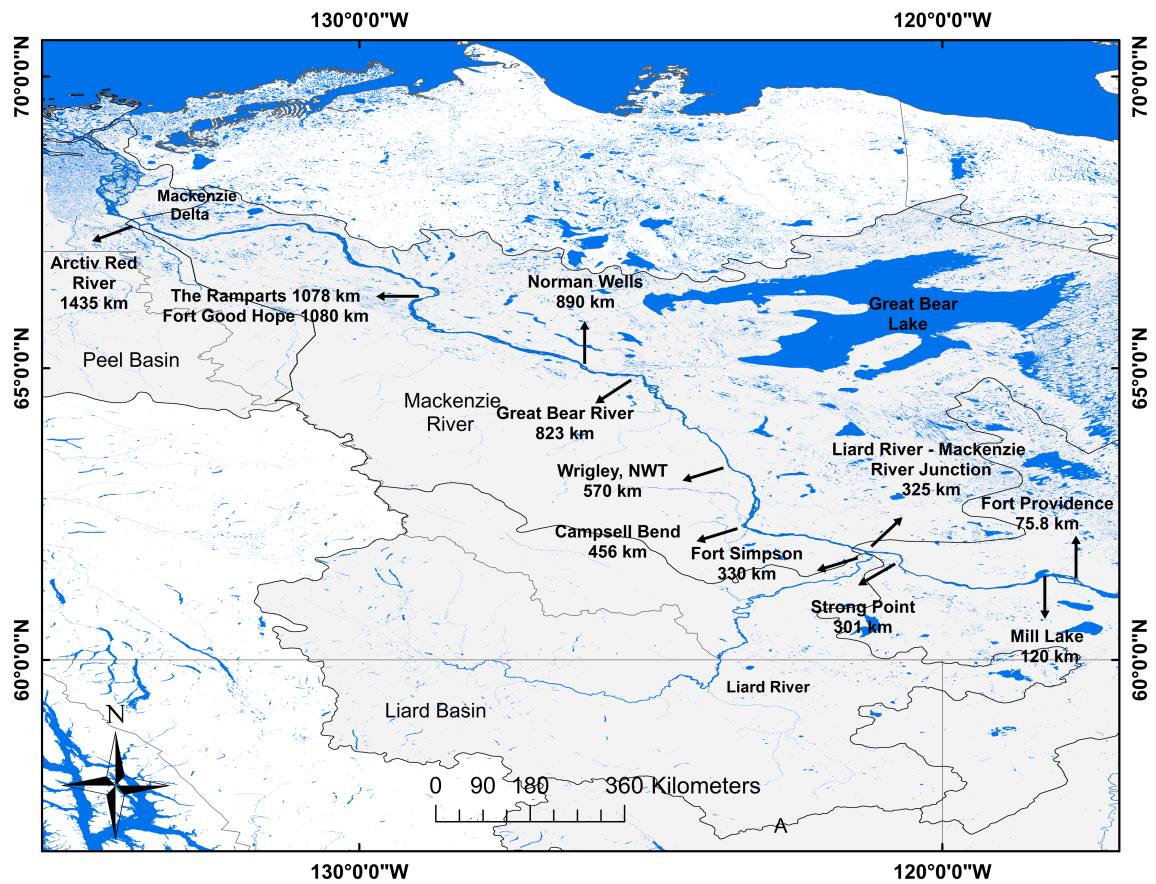 130°0'0"W
120°0'0"W
70°0'0"N
70°0'0"N
Mackenzie
Delta
Arctiv Red
River
1435 km
The Ramparts 1078 km
Fort Good Hope 1080 km
Norman Wells
890 km
Great Bear
Lake
Peel Basin
65°0'0"N
65°0'0"N
Mackenzie
River
Great Bear River
823 km
Liard River - Mackenzie
River Junction
325 km
Wrigley, NWT
570 km
Fort Providence
75.8 km
Campsell Bend
456 km
Fort Simpson
330 km
Strong Point
301 km
Mill Lake
120 km
60°0'0"N
60°0'0"N
Liard River
Liard Basin
N
0 90 180 360 Kilometers
A
130°0'0"W
120°0'0"W